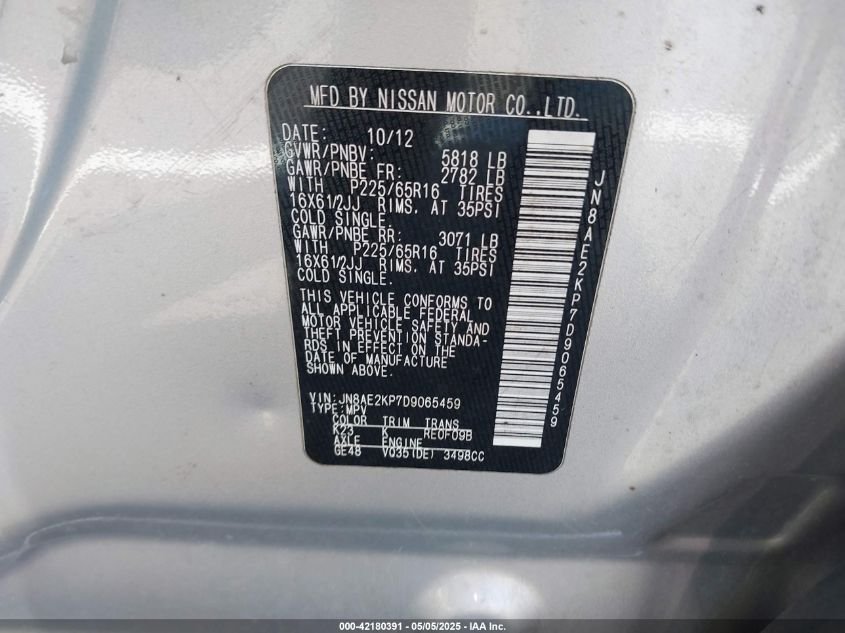 MFD BY NISSAN MOTOR CO.,LTD.
DATE: 10/12
GVWR/PNBV: 5818 LB
GAWR/PNBE FR: 2782 LB
WITH P225/65R16 TIRES
16X61/2JJ RIMS. AT 35PSI
COLD SINGLE.
GAWR/PNBE RR: 3071 LB
WITH P225/65R16 TIRES
16X61/2JJ RIMS. AT 35PSI
COLD SINGLE.
THIS VEHICLE CONFORMS TO
ALL APPLICABLE FEDERAL
MOTOR VEHICLE SAFETY AND
THEFT PREVENTION STANDA-
RDS IN EFFECT ON THE
DATE OF MANUFACTURE
SHOWN ABOVE.
VIN:JN8AE2KP7D9065459
TYPE:MPV
COLOR TRIM TRANS
K23 K RE0F09B
AXLE ENGINE
GE48 VQ35(DE) 3498CC
JN8AE2KP7D9065459
000-42180391 - 05/05/2025 - IAA Inc.